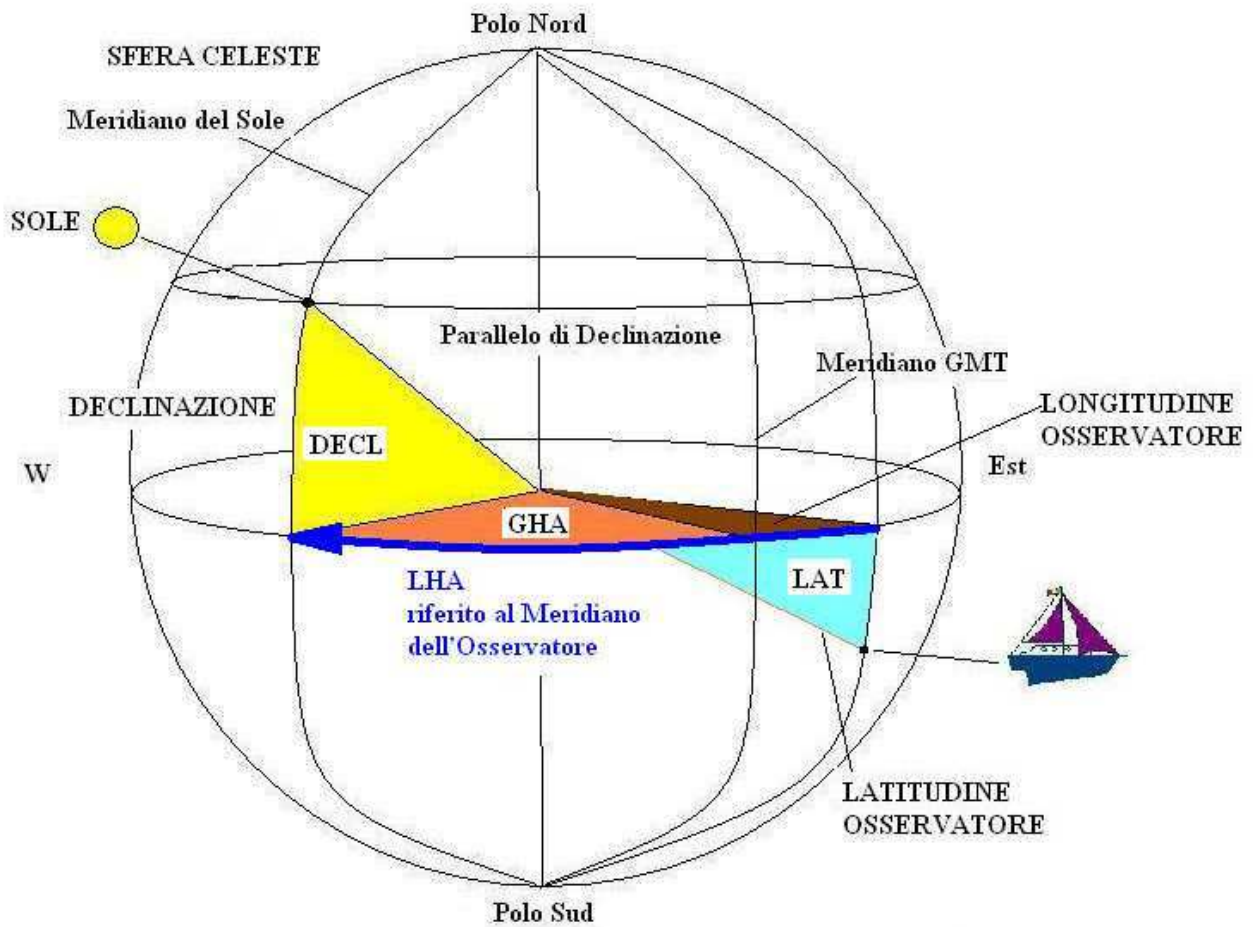 Polo Nord
SFERA CELESTE
Meridiano del Sole
SOLE
Parallelo di Declinazione
Meridiano GMT
DECLINAZIONE
LONGITUDINE
OSSERVATORE
DECL
W
Est
GHA
LAT
LHA
riferito al Meridiano
dell'Osservatore
LATITUDINE
OSSERVATORE
Polo Sud